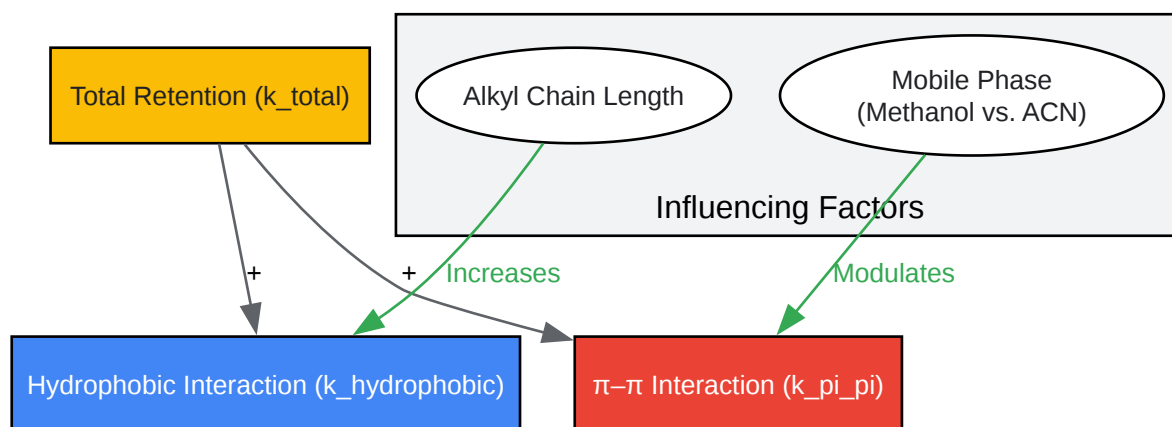 Total Retention (k_total)
Alkyl Chain Length
Mobile Phase
(Methanol vs. ACN)
Influencing Factors
+
+
Increases
Modulates
Hydrophobic Interaction (k_hydrophobic)
π–π Interaction (k_pi_pi)